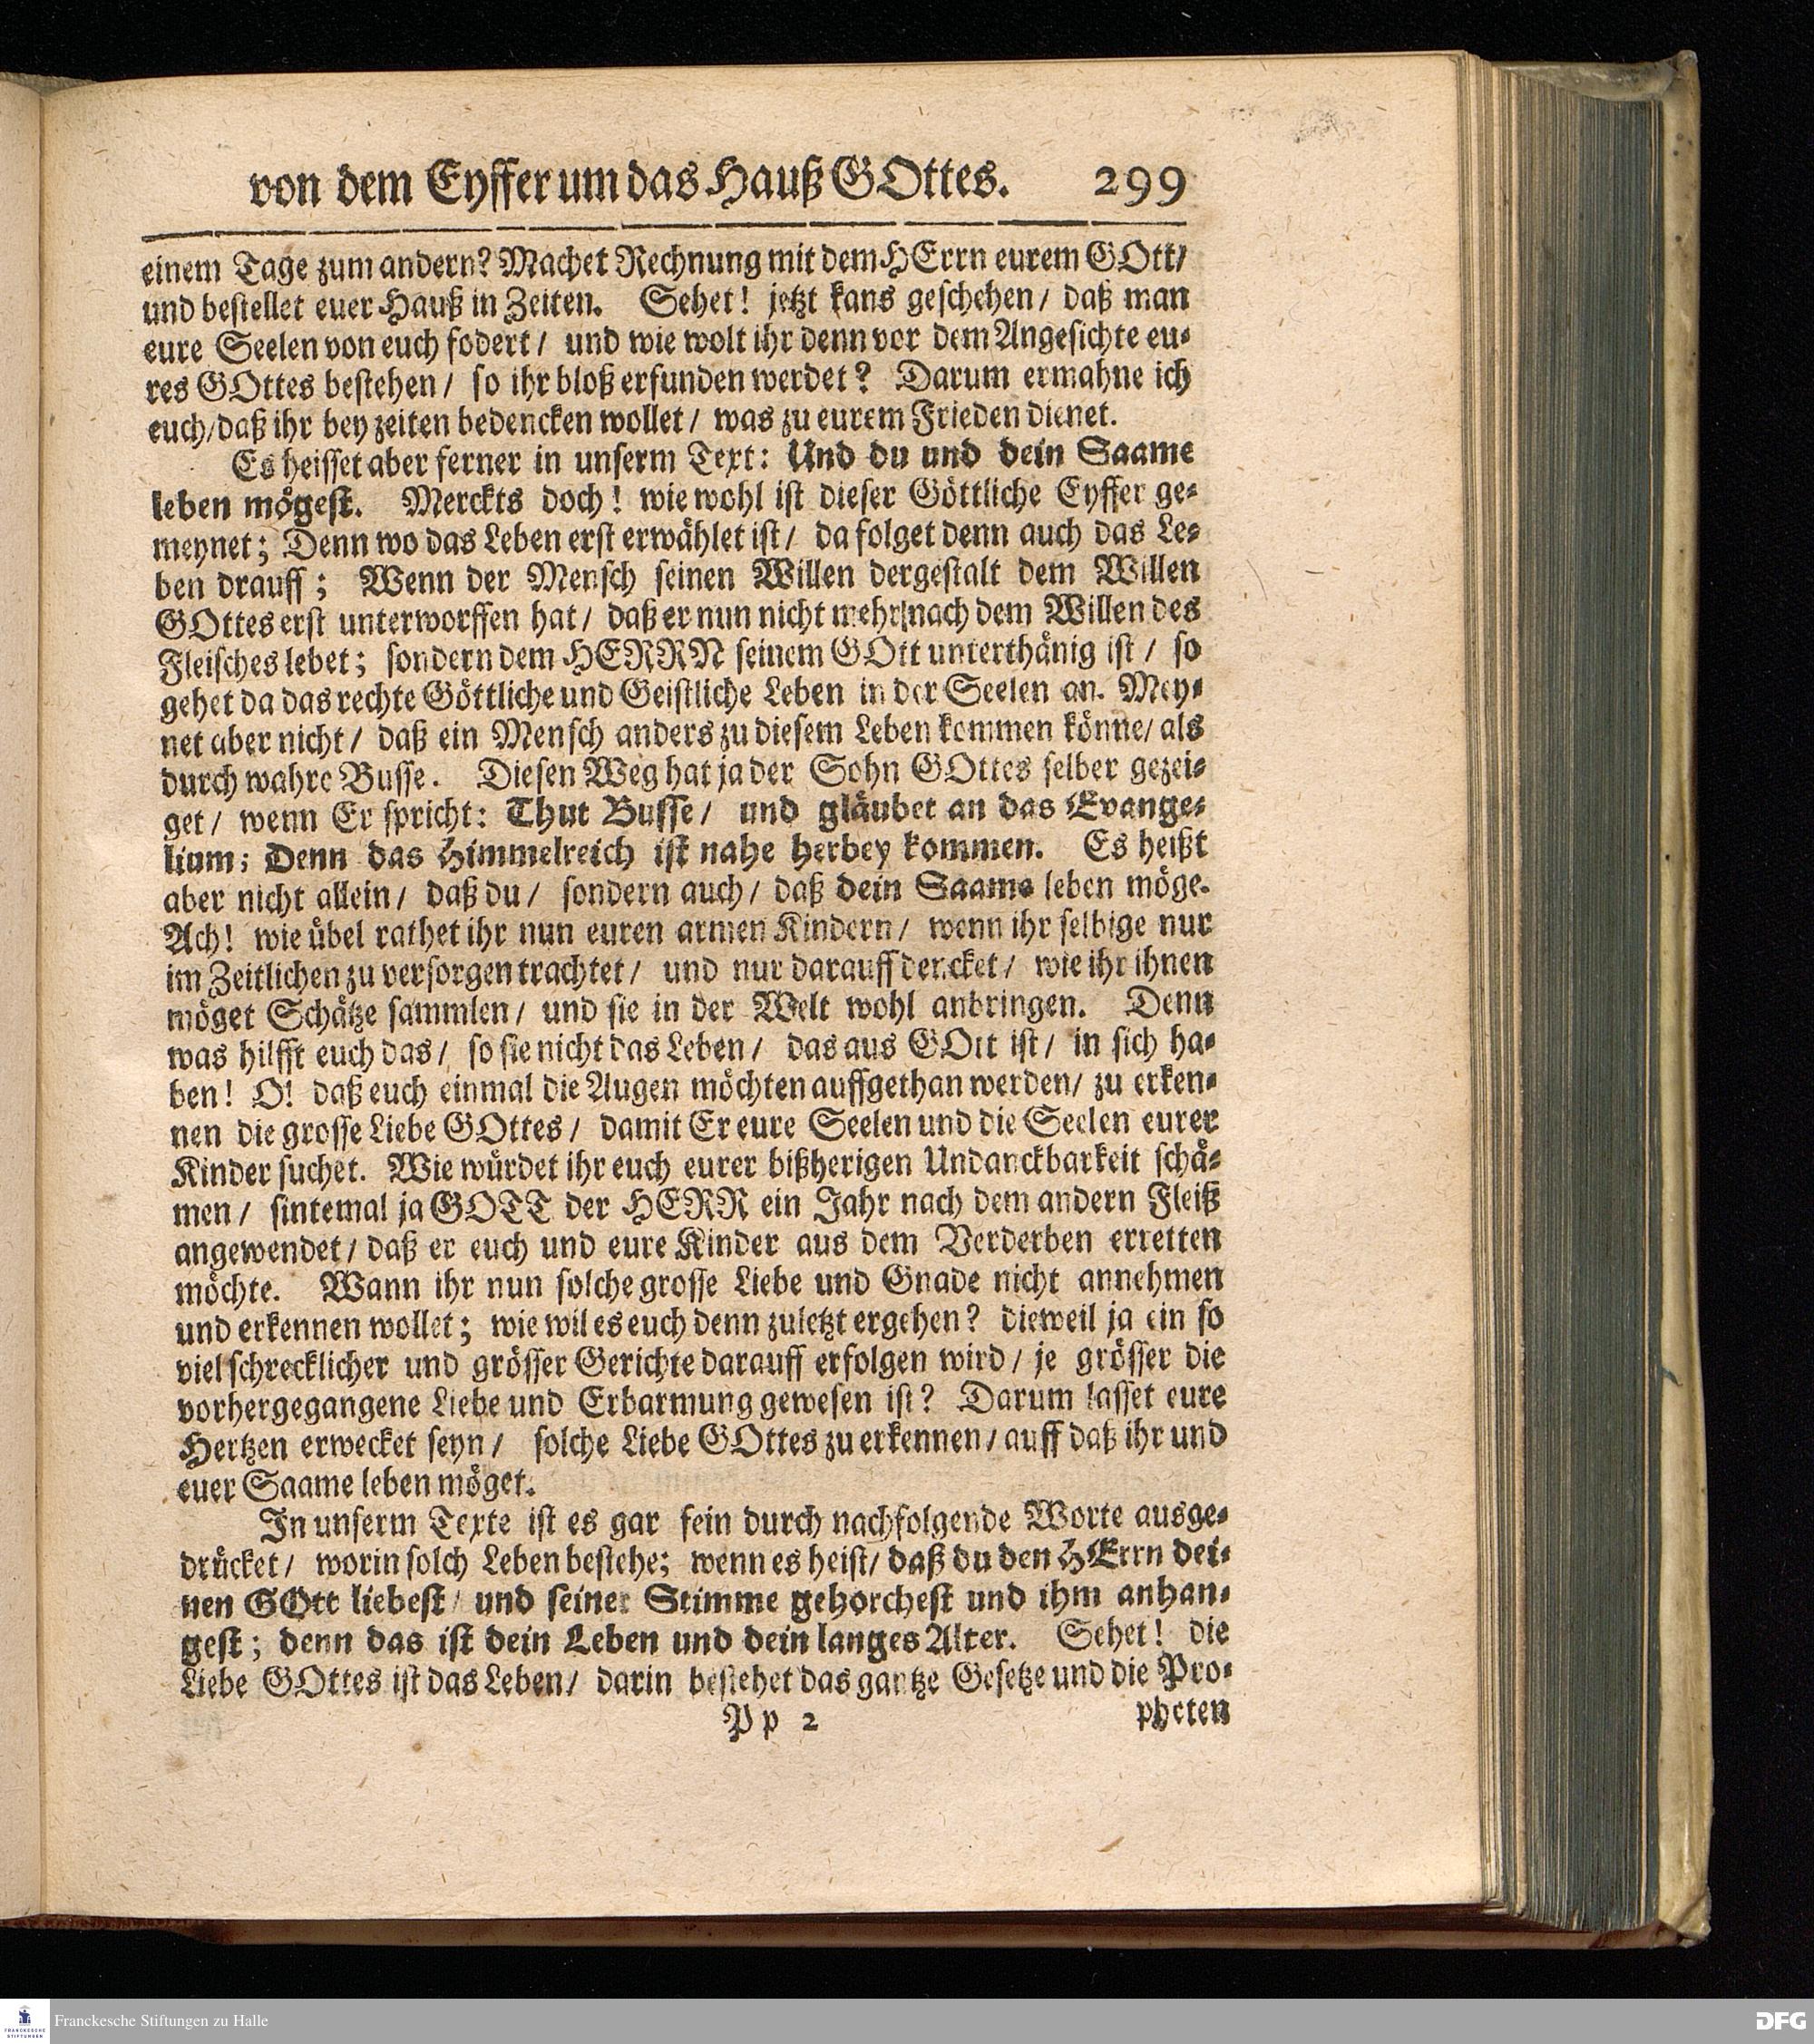 von dem Eyffer um das Hauß GOttes. 299
einem Tage zum andern? Machet Rechnung mit dem HErrn eurem GOtt/
und bestellet euer Hauß in Zeiten. Sehet! jetzt kans geschehen/ daß man
eure Seelen von euch fodert/ und wie wolt ihr denn vor dem Angesichte eu-
res GOttes bestehen/ so ihr bloß erfunden werdet? Darum ermahne ich
euch/daß ihr bey zeiten bedencken wollet/ was zu eurem Frieden dienet.
Es heisset aber ferner in unserm Text: Und du und dein Saame
leben mögest. Merckts doch! wie wohl ist dieser Göttliche Eyffer ge-
meynet; Denn wo das Leben erst erwählet ist/ da folget denn auch das Le-
ben drauff; Wenn der Mensch seinen Willen dergestalt dem Willen
GOttes erst unterworffen hat/ daß er nun nicht mehr nach dem Willen des
Fleisches lebet; sondern dem HERRN seinem GOtt unterthänig ist/ so
gehet da das rechte Göttliche und Geistliche Leben in der Seelen an. Mey-
net aber nicht/ daß ein Mensch anders zu diesem Leben kommen könne/ als
durch wahre Busse. Diesen Weg hat ja der Sohn GOttes selber gezei-
get/ wenn Er spricht: Thut Busse/ und gläubet an das Evange-
lium; Denn das Himmelreich ist nahe herbey kommen. Es heißt
aber nicht allein/ daß du/ sondern auch/ daß dein Saame leben möge.
Ach! wie übel rathet ihr nun euren armen Kindern/ wenn ihr selbige nur
im Zeitlichen zu versorgen trachtet/ und nur darauff dencket/ wie ihr ihnen
möget Schätze sammlen/ und sie in der Welt wohl anbringen. Denn
was hilfft euch das/ so sie nicht das Leben/ das aus GOtt ist/ in sich ha-
ben! O! daß euch einmal die Augen möchten auffgethan werden/ zu erken-
nen die grosse Liebe GOttes/ damit Er eure Seelen und die Seelen eurer
Kinder suchet. Wie würdet ihr euch eurer bißherigen Undanckbarkeit schä-
men/ sintemal ja GOTT der HERR ein Jahr nach dem andern Fleiß
angewendet/ daß er euch und eure Kinder aus dem Verderben erretten
möchte. Wann ihr nun solche grosse Liebe und Gnade nicht annehmen
und erkennen wollet; wie wil es euch denn zuletzt ergehen? dieweil ja ein so
viel schrecklicher und grösser Gerichte darauff erfolgen wird/ je grösser die
vorhergegangene Liebe und Erbarmung gewesen ist? Darum lasset eure
Hertzen erwecket seyn/ solche Liebe GOttes zu erkennen/ auff daß ihr und
euer Saame leben möget.
In unserm Texte ist es gar fein durch nachfolgende Worte ausge-
drücket/ worin solch Leben bestehe; wenn es heist/ daß du den HErrn dei-
nen GOtt liebest/ und seiner Stimme gehorchest und ihm anhan-
gest; denn das ist dein Leben und dein langes Alter. Sehet! die
Liebe GOttes ist das Leben/ darin bestehet das gantze Gesetze und die Pro-
Pp 2 pheten
FRANCKESCHE STIFTUNGEN
Franckesche Stiftungen zu Halle
DFG